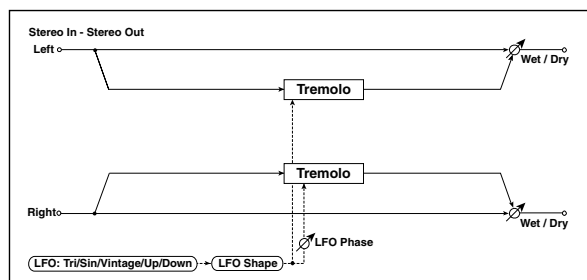 Stereo In - Stereo Out
Left
Wet / Dry
Tremolo
Tremolo
Right
Wet / Dry
LFO Phase
LFO: Tri/Sin/Vintage/Up/Down
LFO Shape